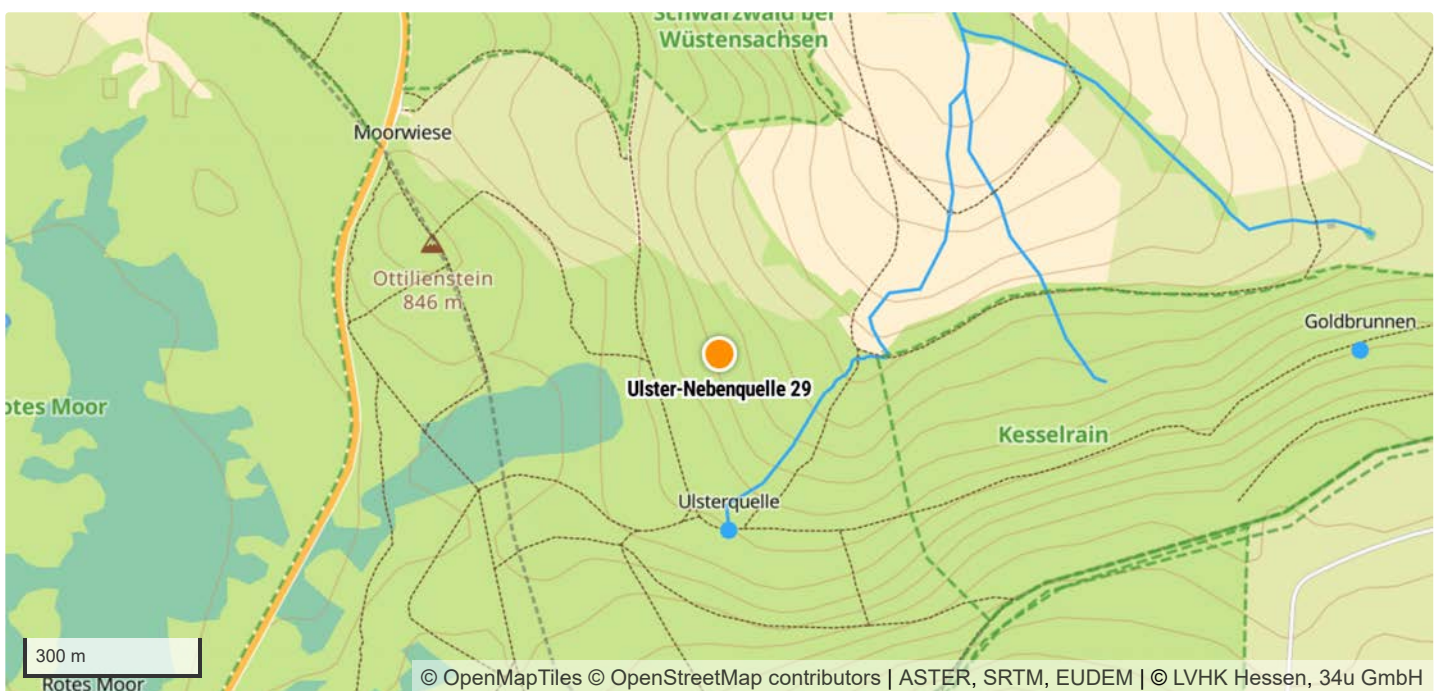 Schwarzwald bei
Wüstensachsen
Moorwiese
Ottilienstein
846 m
Goldbrunnen
Ulster-Nebenquelle 29
otes Moor
Kesselrain
Ulsterquelle
300 m
Rotes Moor
© OpenMapTiles © OpenStreetMap contributors | ASTER, SRTM, EUDEM | © LVHK Hessen, 34u GmbH